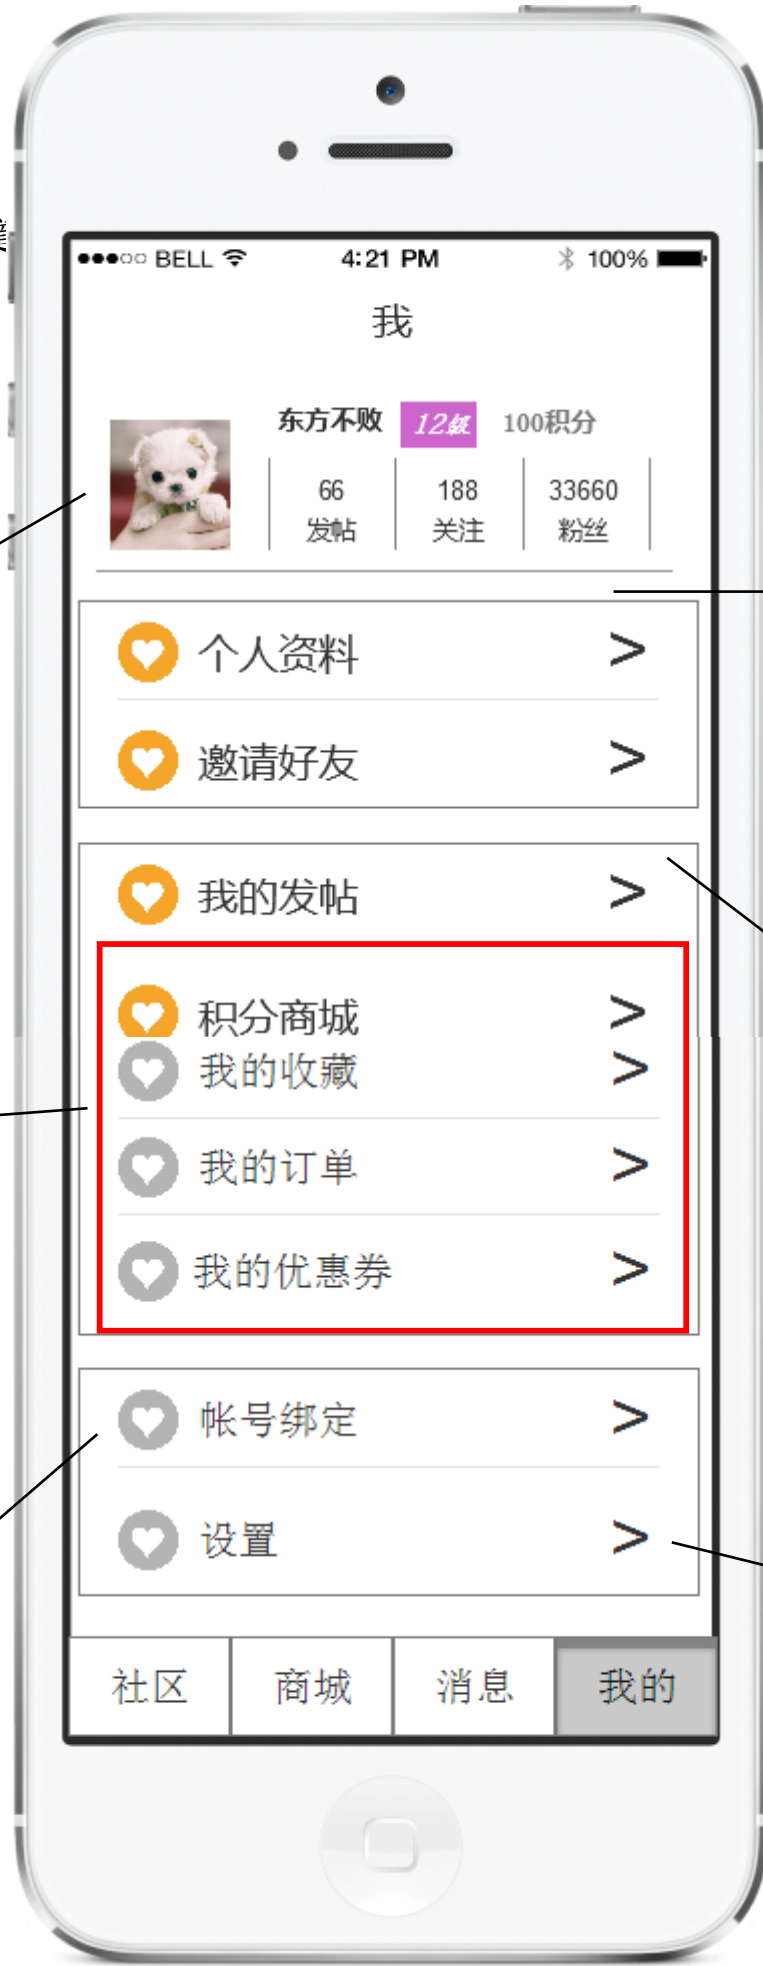 BELL 4:21 PM 100%
我
东方不败 12级 100积分
66 188 33660
发帖 关注 粉丝
个人资料 >
邀请好友 >
我的发帖 >
积分商城 >
我的收藏 >
我的订单 >
我的优惠券 >
帐号绑定 >
设置 >
社区 商城 消息 我的